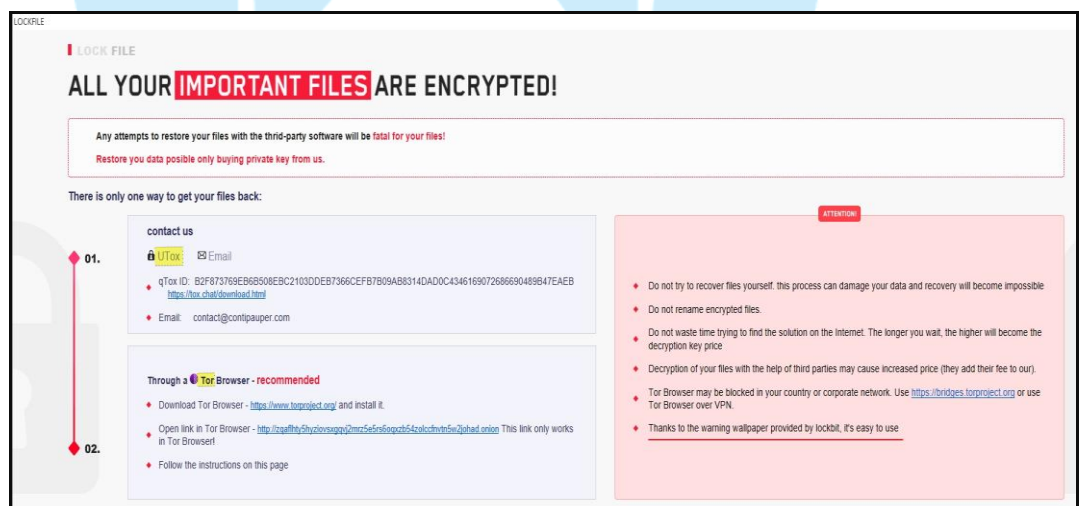 LOCKFILE
LOCK FILE
ALL YOUR IMPORTANT FILES ARE ENCRYPTED!
Any attempts to restore your files with the thrid-party software will be fatal for your files!
Restore you data posible only buying private key from us.
There is only one way to get your files back:
01.
contact us
UTox Email
qTox ID: B2F873769EB6B508EBC2103DDEB7366CEFB7B09AB8314DAD0C4346169072686690489B47EAEB
https://tox.chat/download.html
Email: contact@contipauper.com
02.
Through a Tor Browser - recommended
Download Tor Browser - https://www.torproject.org/ and install it.
Open link in Tor Browser - This link only works
in Tor Browser!
Follow the instructions on this page
ATTENTION!
Do not try to recover files yourself. this process can damage your data and recovery will become impossible
Do not rename encrypted files.
Do not waste time trying to find the solution on the Internet. The longer you wait, the higher will become the
decryption key price
Decryption of your files with the help of third parties may cause increased price (they add their fee to our).
Tor Browser may be blocked in your country or corporate network. Use https://bridges.torproject.org or use
Tor Browser over VPN.
Thanks to the warning wallpaper provided by lockbit, it's easy to use